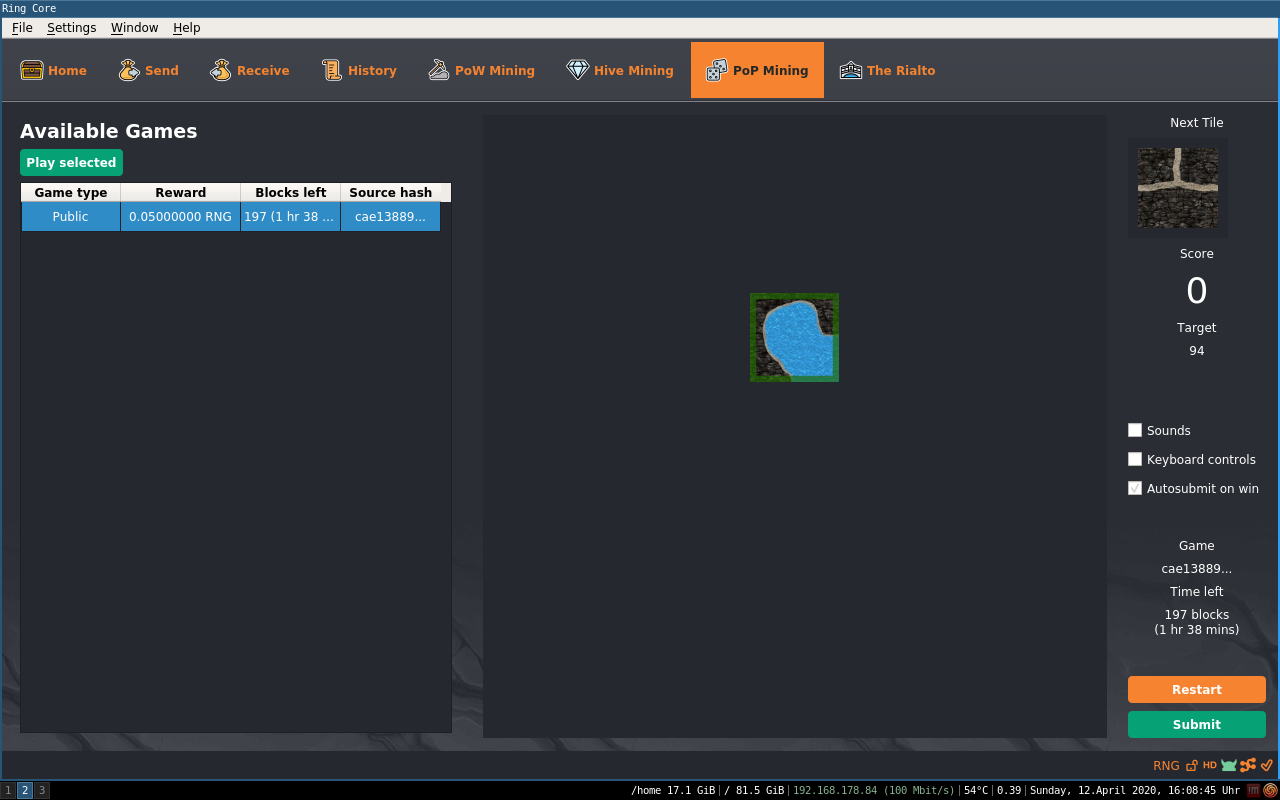 Ring Core
File Settings Window Help
Home Send Receive History PoW Mining Hive Mining PoP Mining The Rialto
Available Games
Play selected
Game type Reward Blocks left Source hash
Public 0.05000000 RNG 197 (1 hr 38 ... cae13889...
Next Tile
Score
0
Target
94
Sounds
Keyboard controls
Autosubmit on win
Game
cae13889...
Time left
197 blocks
(1 hr 38 mins)
Restart
Submit
RNG HD
1 2 3 /home 17.1 GiB | / 81.5 GiB | 192.168.178.84 (100 Mbit/s) | 54°C | 0.39 | Sunday, 12.April 2020, 16:08:45 Uhr